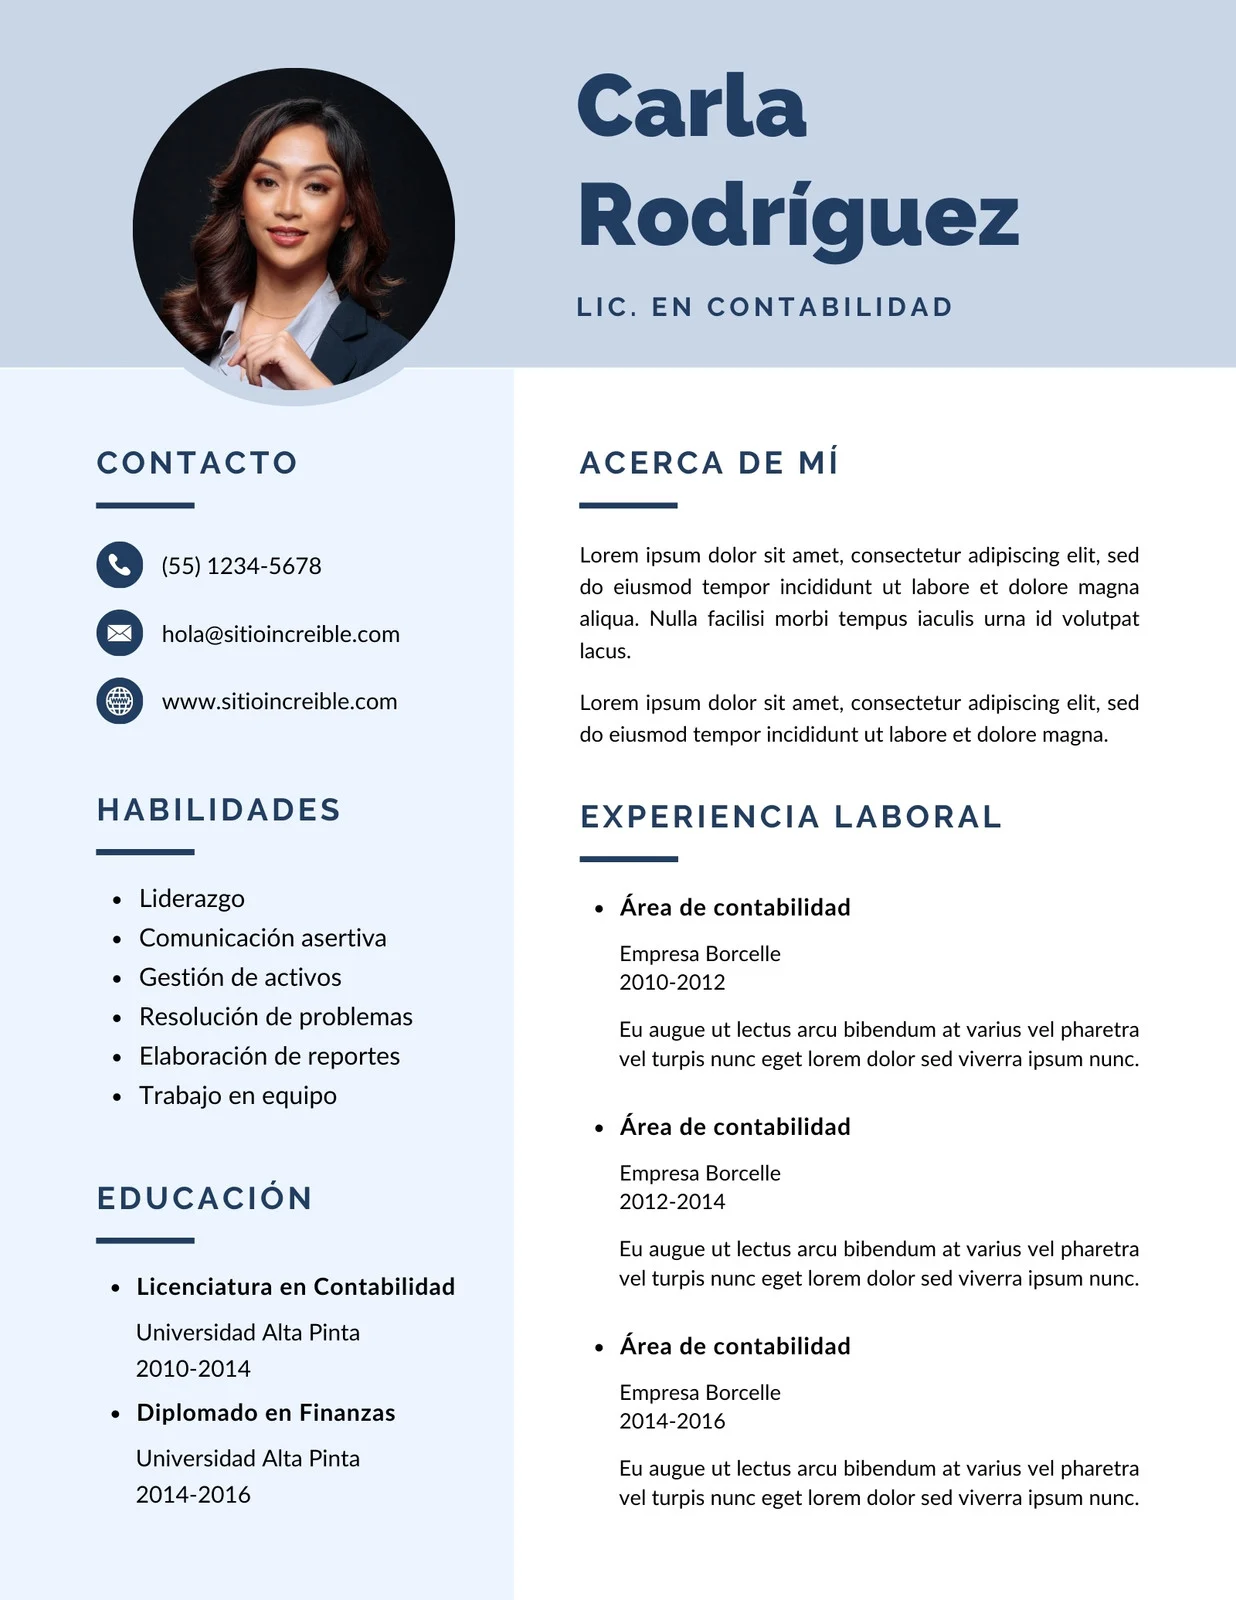 Carla
Rodríguez
LIC. EN CONTABILIDAD
CONTACTO
(55) 1234-5678
hola@sitioincreible.com
www.sitioincreible.com
HABILIDADES
• Liderazgo
• Comunicación asertiva
• Gestión de activos
• Resolución de problemas
• Elaboración de reportes
• Trabajo en equipo
EDUCACIÓN
• Licenciatura en Contabilidad
Universidad Alta Pinta
2010-2014
• Diplomado en Finanzas
Universidad Alta Pinta
2014-2016
ACERCA DE MÍ
Lorem ipsum dolor sit amet, consectetur adipiscing elit, sed
do eiusmod tempor incididunt ut labore et dolore magna
aliqua. Nulla facilisi morbi tempus iaculis urna id volutpat
lacus.
Lorem ipsum dolor sit amet, consectetur adipiscing elit, sed
do eiusmod tempor incididunt ut labore et dolore magna.
EXPERIENCIA LABORAL
• Área de contabilidad
Empresa Borcelle
2010-2012
Eu augue ut lectus arcu bibendum at varius vel pharetra
vel turpis nunc eget lorem dolor sed viverra ipsum nunc.
• Área de contabilidad
Empresa Borcelle
2012-2014
Eu augue ut lectus arcu bibendum at varius vel pharetra
vel turpis nunc eget lorem dolor sed viverra ipsum nunc.
• Área de contabilidad
Empresa Borcelle
2014-2016
Eu augue ut lectus arcu bibendum at varius vel pharetra
vel turpis nunc eget lorem dolor sed viverra ipsum nunc.